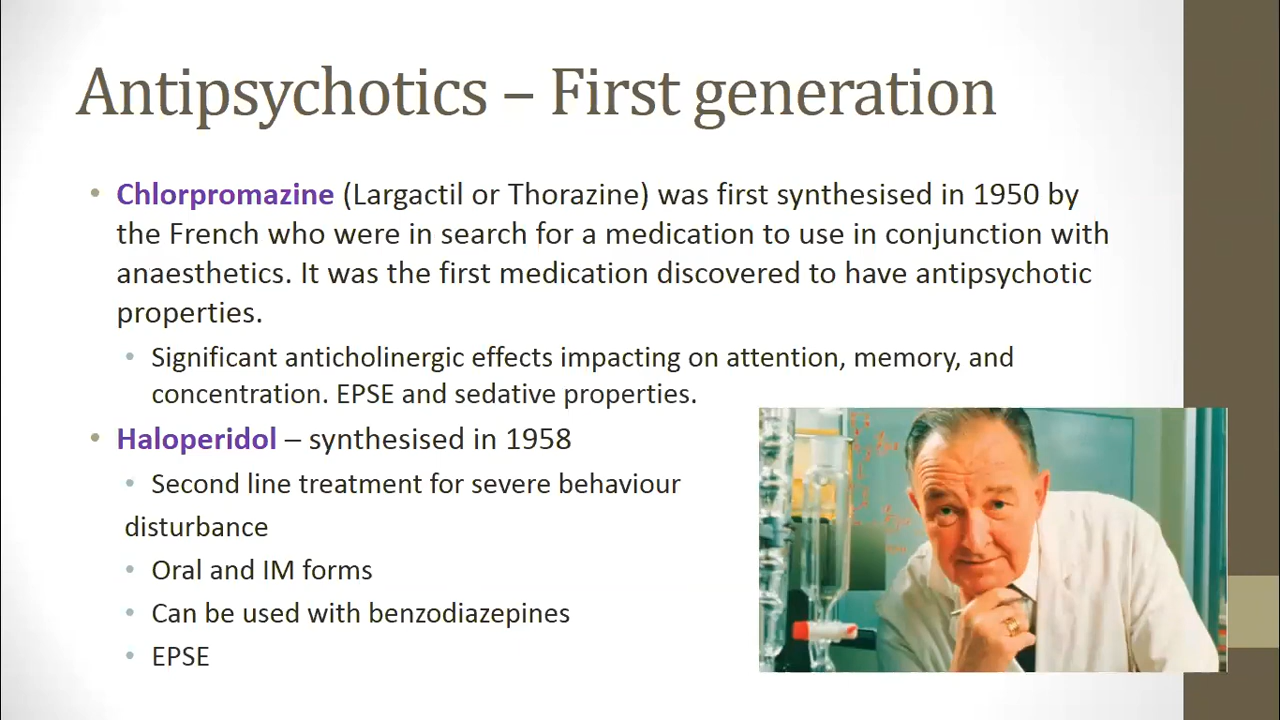 Antipsychotics – First generation
• Chlorpromazine (Largactil or Thorazine) was first synthesised in 1950 by
the French who were in search for a medication to use in conjunction with
anaesthetics. It was the first medication discovered to have antipsychotic
properties.
• Significant anticholinergic effects impacting on attention, memory, and
concentration. EPSE and sedative properties.
• Haloperidol – synthesised in 1958
• Second line treatment for severe behaviour
disturbance
• Oral and IM forms
• Can be used with benzodiazepines
• EPSE